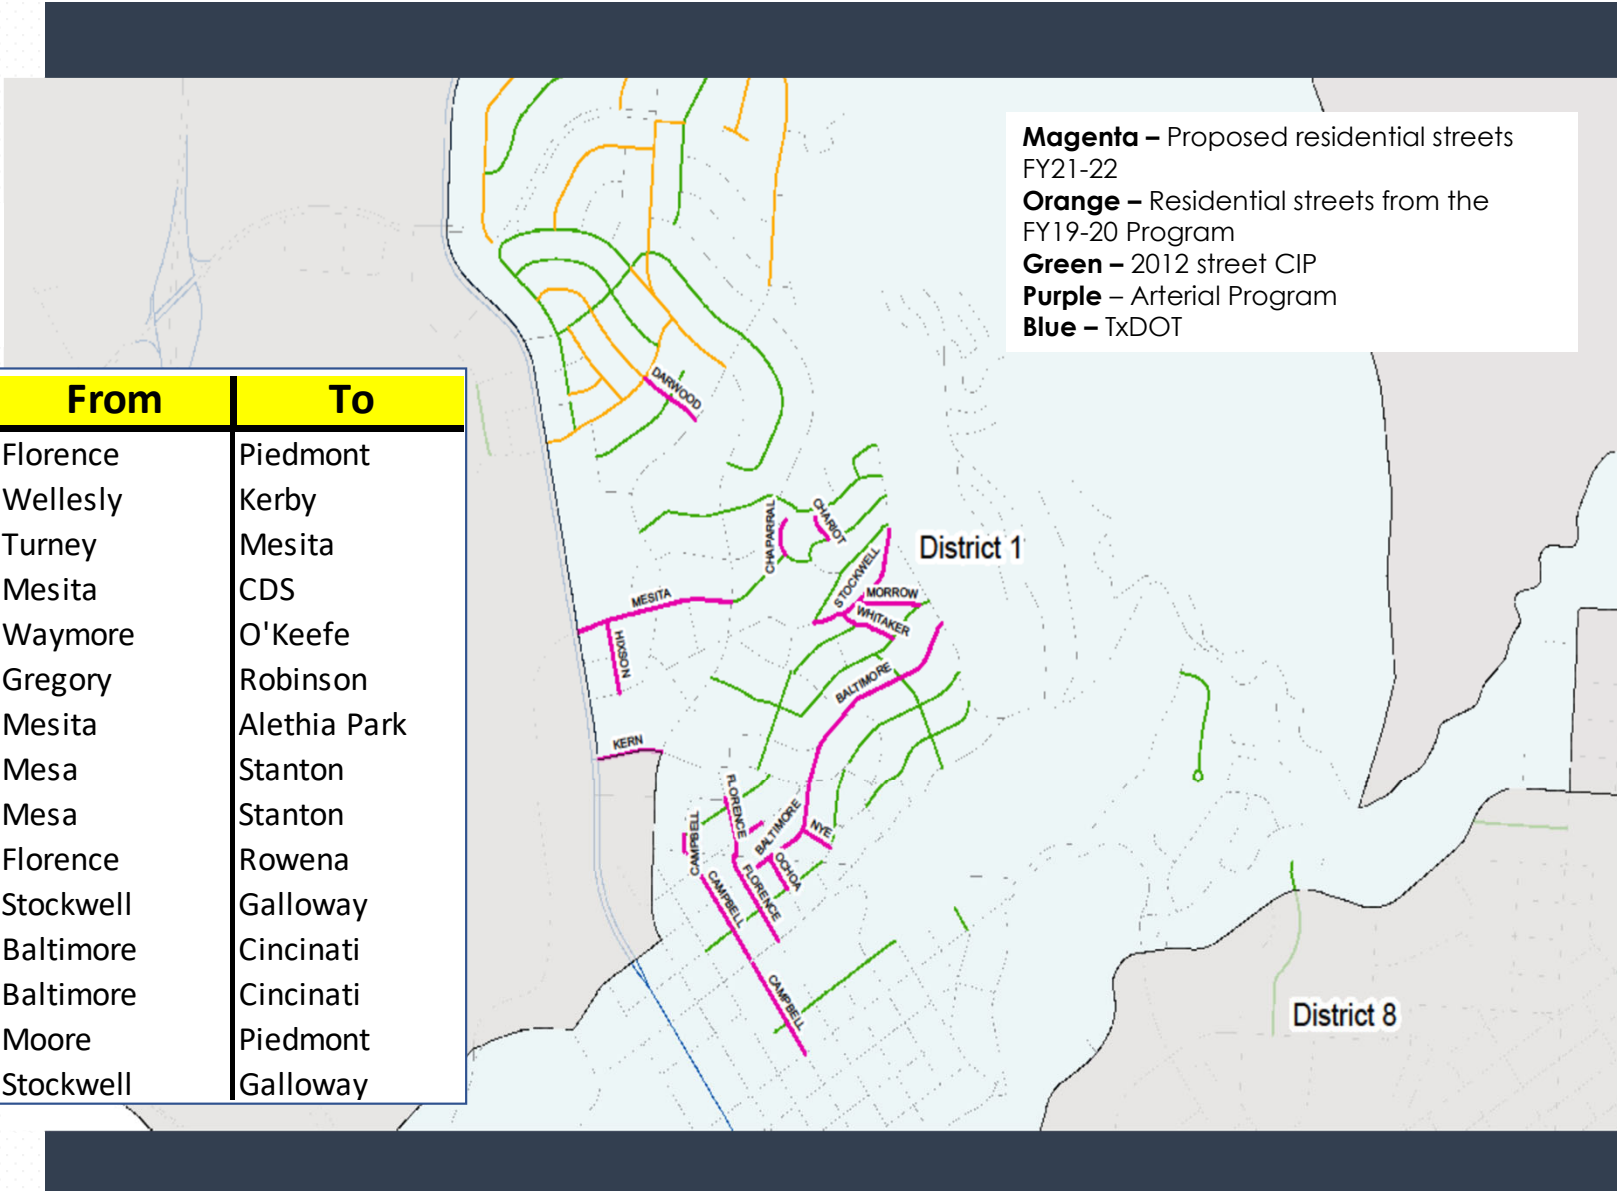 Magenta – Proposed residential streets
FY21-22
Orange – Residential streets from the
FY19-20 Program
Green – 2012 street CIP
Purple – Arterial Program
Blue – TxDOT
From To
Florence Piedmont
Wellesly Kerby
Turney Mesita
Mesita CDS
Waymore O'Keefe
Gregory Robinson
Mesita Alethia Park
Mesa Stanton
Mesa Stanton
Florence Rowena
Stockwell Galloway
Baltimore Cincinati
Baltimore Cincinati
Moore Piedmont
Stockwell Galloway
DARWOOD
CHAPARRAL
CHARIOT
District 1
STOCKWELL
MORROW
MESITA
WHITAKER
HIXSON
BALTIMORE
KERN
FLORENCE
BALTIMORE
NYE
CAMPBELL
OCHOA
FLORENCE
CAMPBELL
CAMPBELL
District 8